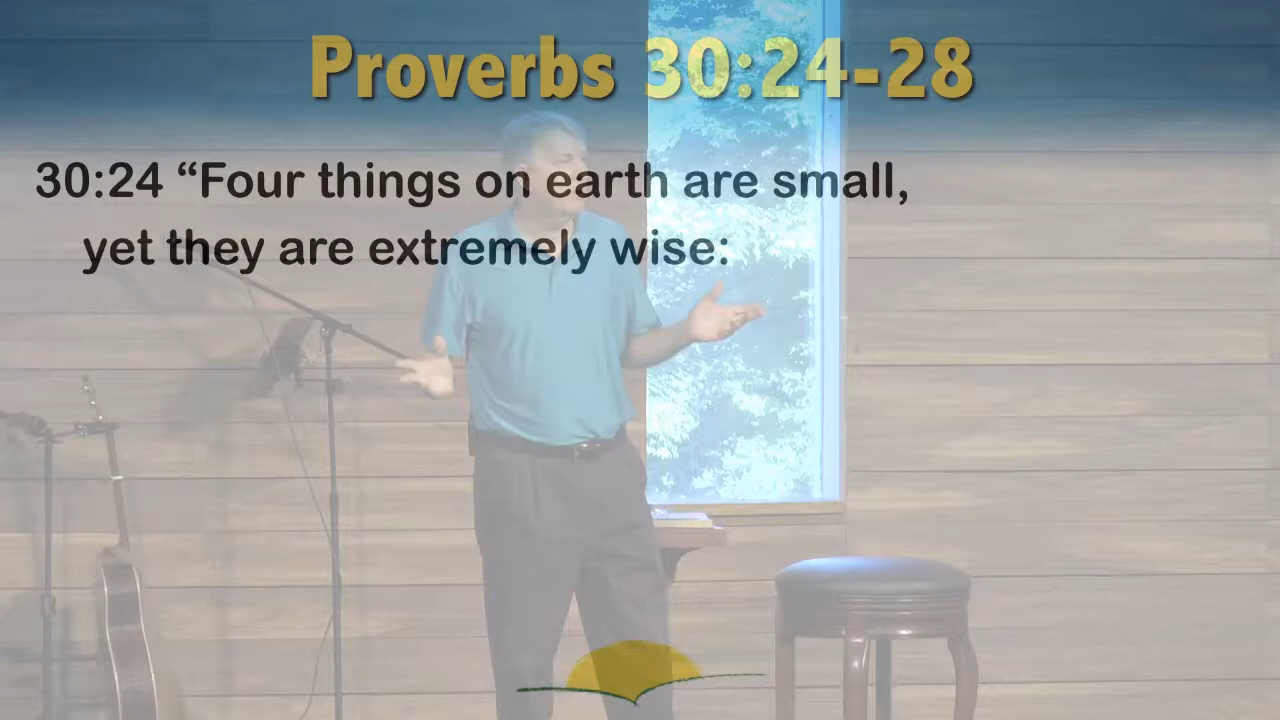 Proverbs 30:24-28
30:24 “Four things on earth are small,
yet they are extremely wise: